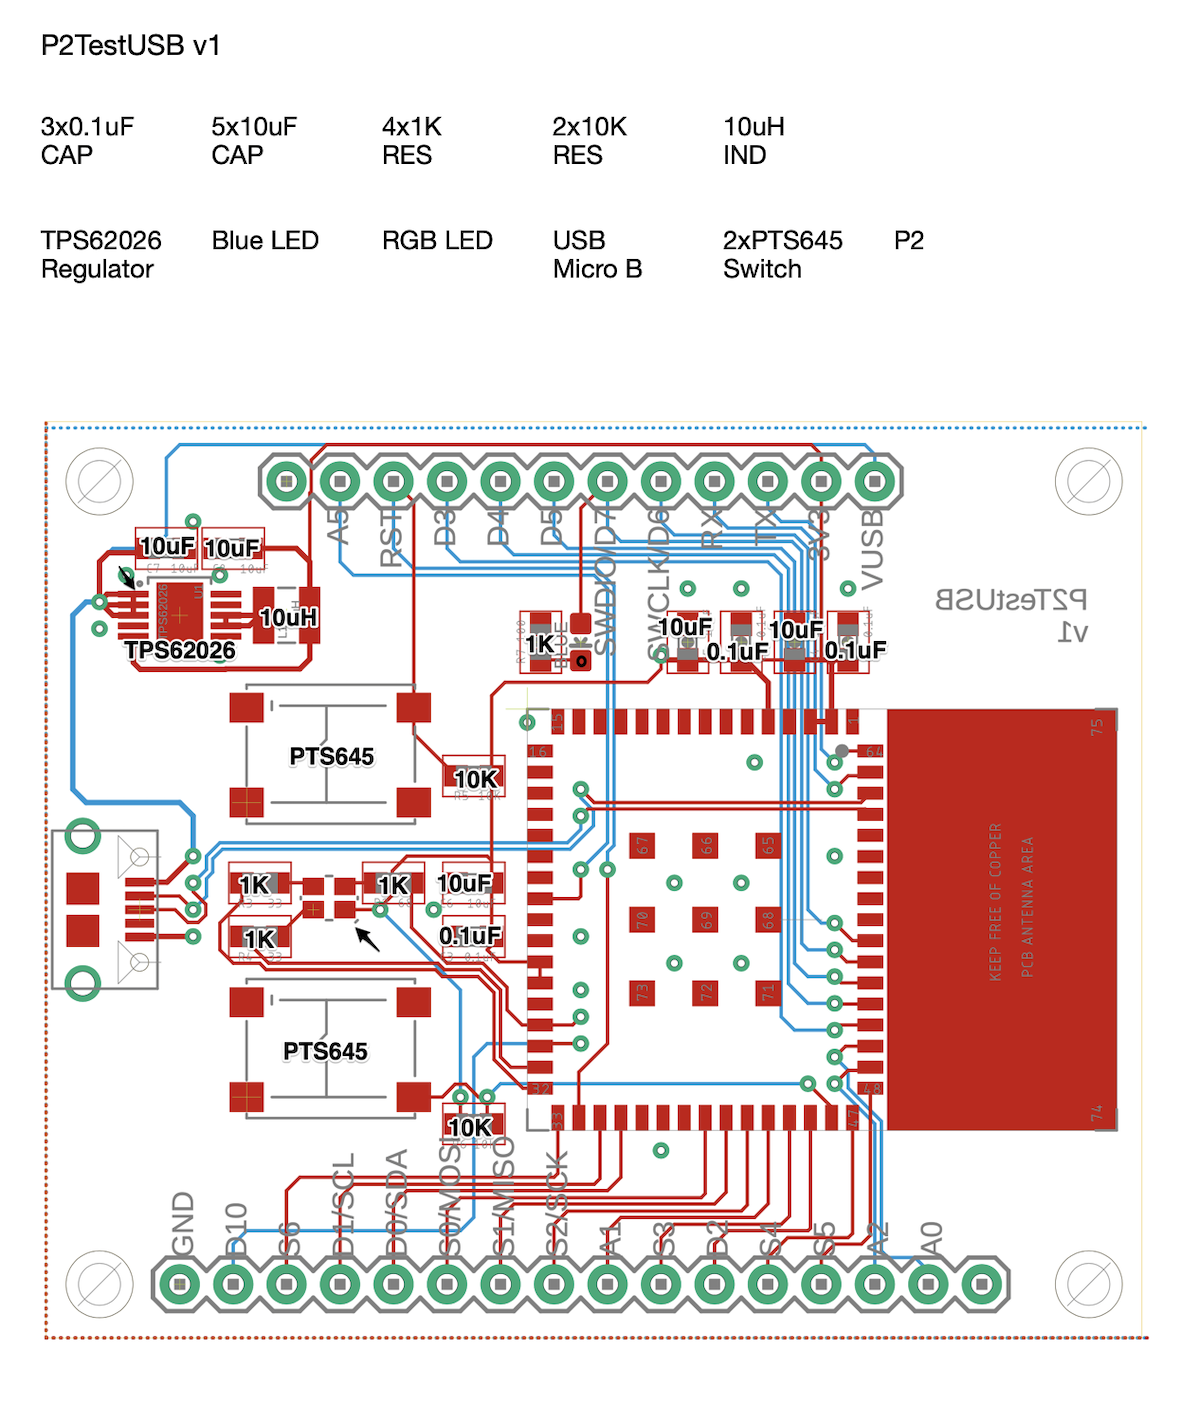 P2TestUSB v1
3x0.1uF
CAP
5x10uF
CAP
4x1K
RES
2x10K
RES
10uH
IND
TPS62026
Regulator
Blue LED
RGB LED
USB
Micro B
2xPTS645
Switch
P2
A5
RST
D3
D4
D5
SWDIO/D7
SWCLK/D6
RX
TX
3V3
VUSB
10uF
10uF
10uH
TPS62026
P2TestUSB
v1
1K
BLUE
10uF
0.1uF
10uF
0.1uF
15
1
75
16
64
PTS645
10K
67
66
65
1K
1K
10uF
70
69
68
1K
0.1uF
KEEP FREE OF COPPER
PCB ANTENNA AREA
73
72
71
PTS645
32
48
33
47
74
10K
GND
D10
S6
D1/SCL
D0/SDA
S0/MOSI
S1/MISO
S2/SCK
A1
S3
D2
S4
S5
A2
A0